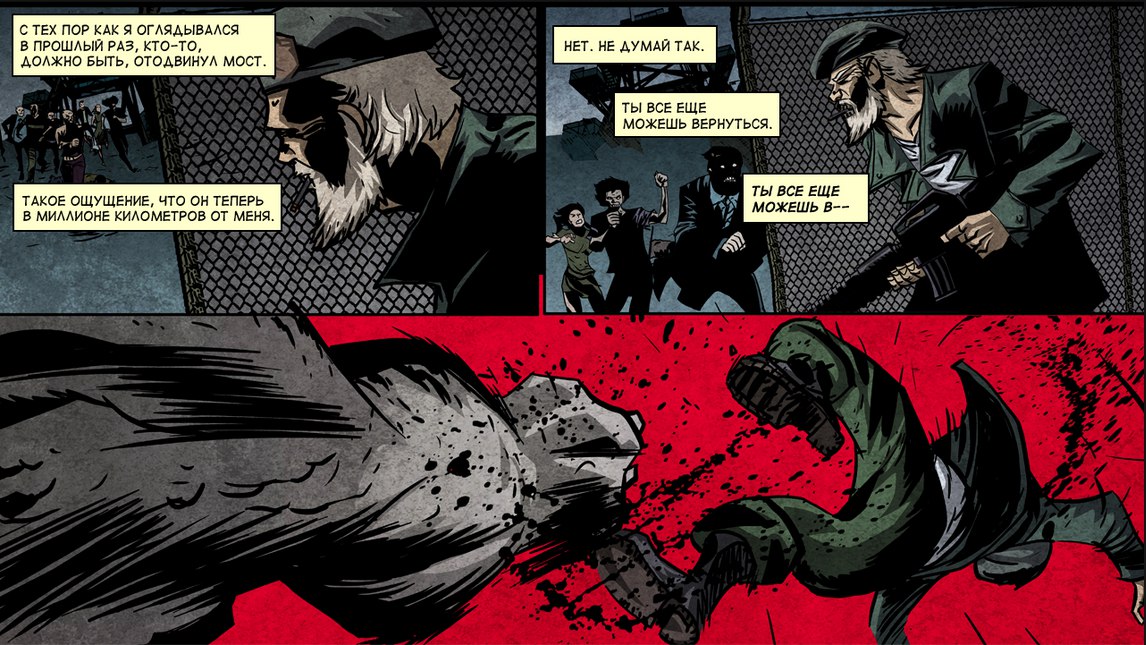 С ТЕХ ПОР КАК Я ОГЛЯДЫВАЛСЯ
В ПРОШЛЫЙ РАЗ, КТО-ТО,
ДОЛЖНО БЫТЬ, ОТОДВИНУЛ МОСТ.
ТАКОЕ ОЩУЩЕНИЕ, ЧТО ОН ТЕПЕРЬ
В МИЛЛИОНЕ КИЛОМЕТРОВ ОТ МЕНЯ.
НЕТ. НЕ ДУМАЙ ТАК.
ТЫ ВСЕ ЕЩЕ
МОЖЕШЬ ВЕРНУТЬСЯ.
ТЫ ВСЕ ЕЩЕ
МОЖЕШЬ В--